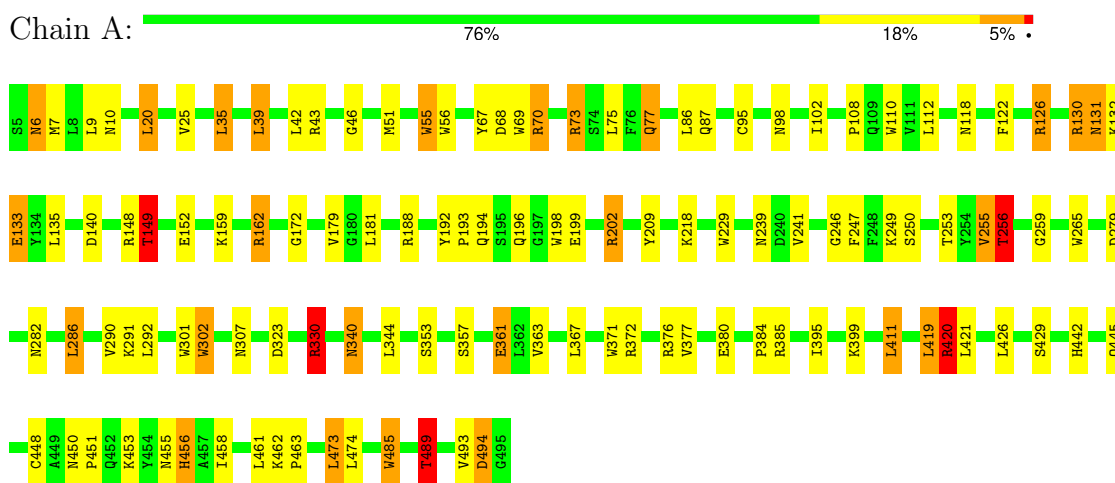 Chain A:
76% 18% 5% •
S5 N6 M7 L8 L9 N10 L20 V25 L35 L39 L42 R43 G46 M51 W55 W56 Y67 D68 W69 R70 R73 S74 L75 F76 Q77 L86 Q87 C95 N98 I102 P108 Q109 W110 V111 L112 N118 F122 R126 R130 N131
E133 Y134 L135 D140 R148 T149 E152 K159 R162 G172 V179 G180 L181 R188 Y192 P193 Q194 S195 Q196 G197 W198 E199 R202 Y209 K218 W229 N239 D240 V241 G246 F247 F248 K249 S250 T253 Y254 V255 T256 G259 W265
N282 L286 V290 K291 L292 W301 W302 N307 D323 R330 N340 L344 S353 S357 E361 L362 V363 L367 W371 R372 R376 V377 E380 P384 R385 I395 K399 L411 L419 R420 L421 L426 S429 H442
C448 A449 N450 P451 Q452 K453 Y454 N455 H456 A457 I458 L461 K462 P463 L473 L474 W485 T489 V493 D494 G495